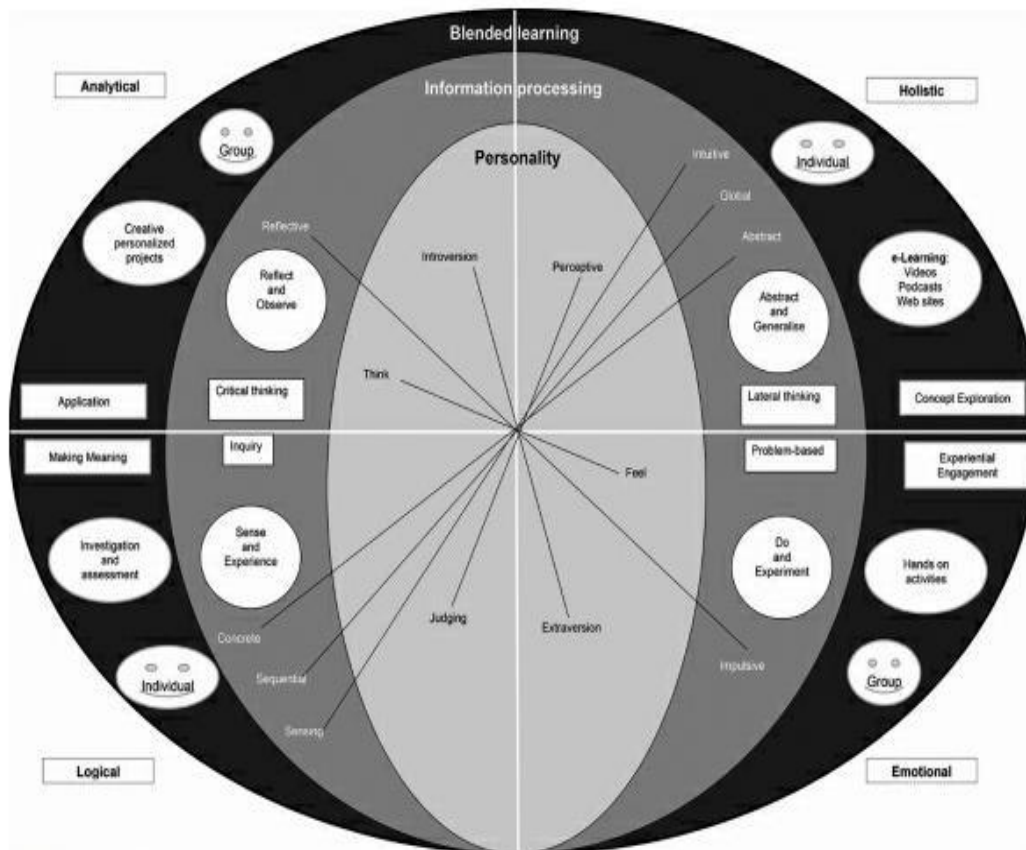 Blended learning
Information processing
Personality
Analytical
Holistic
Group
Individual
Intuitive
Global
Abstract
Reflective
Creative
personalized
projects
Introversion
Perceptive
e-Learning:
Videos
Podcasts
Web sites
Reflect
and
Observe
Abstract
and
Generalise
Think
Critical thinking
Lateral thinking
Application
Concept Exploration
Making Meaning
Inquiry
Problem-based
Experiential
Engagement
Feel
Investigation
and
assessment
Sense
and
Experience
Do
and
Experiment
Hands on
activities
Judging
Extraversion
Concrete
Sequential
Sensing
Impulsive
Individual
Group
Logical
Emotional